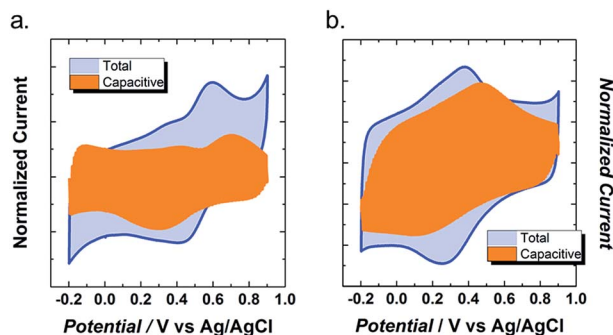 a.
Total
Capacitive
Normalized Current
-0.2 0.0 0.2 0.4 0.6 0.8 1.0
Potential / V vs Ag/AgCl
b.
Total
Capacitive
Normalized Current
-0.2 0.0 0.2 0.4 0.6 0.8 1.0
Potential / V vs Ag/AgCl